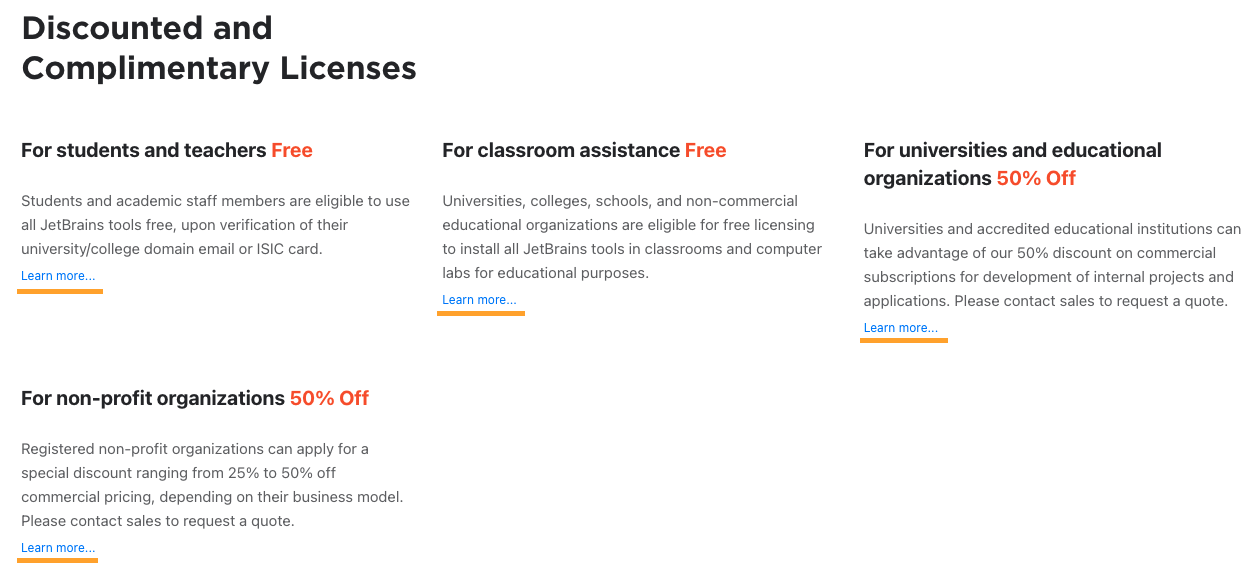 Discounted and
Complimentary Licenses
For students and teachers Free
Students and academic staff members are eligible to use
all JetBrains tools free, upon verification of their
university/college domain email or ISIC card.
Learn more...
For classroom assistance Free
Universities, colleges, schools, and non-commercial
educational organizations are eligible for free licensing
to install all JetBrains tools in classrooms and computer
labs for educational purposes.
Learn more...
For universities and educational
organizations 50% Off
Universities and accredited educational institutions can
take advantage of our 50% discount on commercial
subscriptions for development of internal projects and
applications. Please contact sales to request a quote.
Learn more...
For non-profit organizations 50% Off
Registered non-profit organizations can apply for a
special discount ranging from 25% to 50% off
commercial pricing, depending on their business model.
Please contact sales to request a quote.
Learn more...